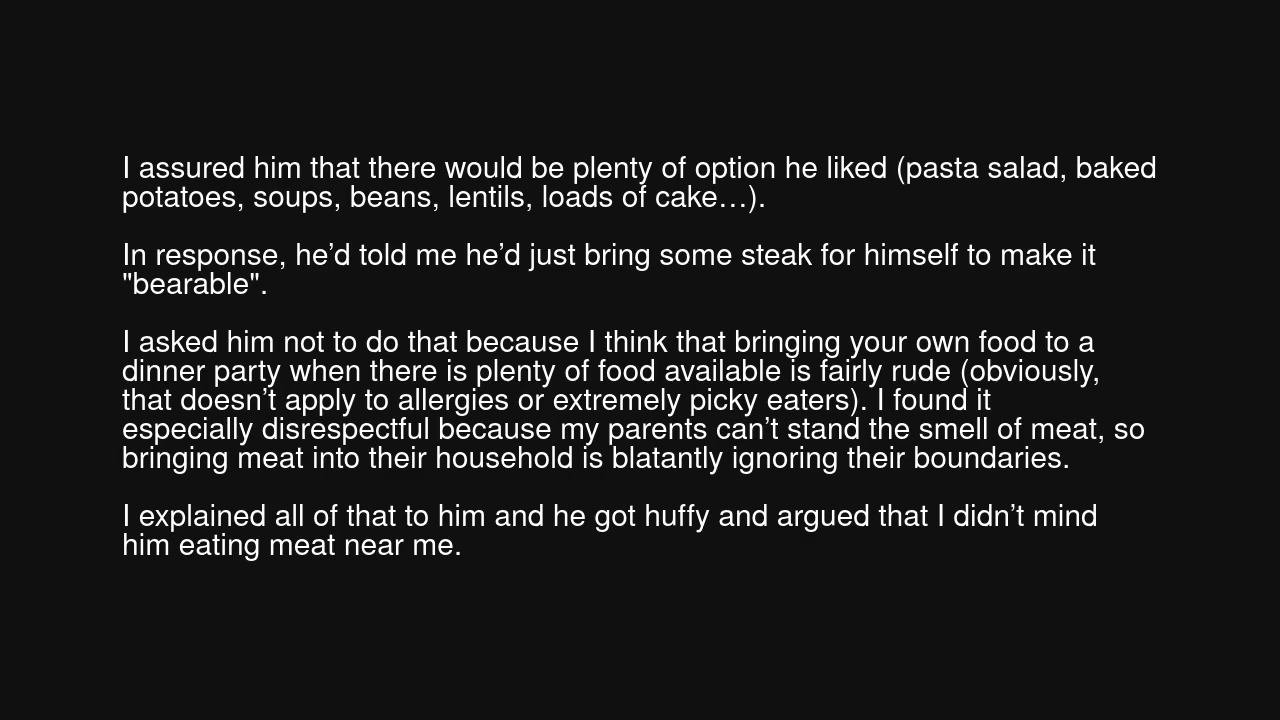 I assured him that there would be plenty of option he liked (pasta salad, baked
potatoes, soups, beans, lentils, loads of cake…).
In response, he’d told me he’d just bring some steak for himself to make it
"bearable".
I asked him not to do that because I think that bringing your own food to a
dinner party when there is plenty of food available is fairly rude (obviously,
that doesn’t apply to allergies or extremely picky eaters). I found it
especially disrespectful because my parents can’t stand the smell of meat, so
bringing meat into their household is blatantly ignoring their boundaries.
I explained all of that to him and he got huffy and argued that I didn’t mind
him eating meat near me.